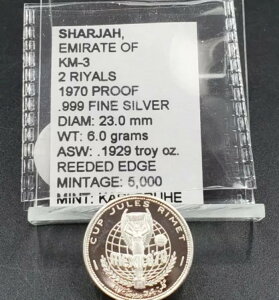 SHARJAH,
EMIRATE OF
KM-3
2 RIYALS
1970 PROOF
.999 FINE SILVER
DIAM: 23.0 mm
WT: 6.0 grams
ASW: .1929 troy oz.
REEDED EDGE
MINTAGE: 5,000
MINT:
CUP JULES RIMET